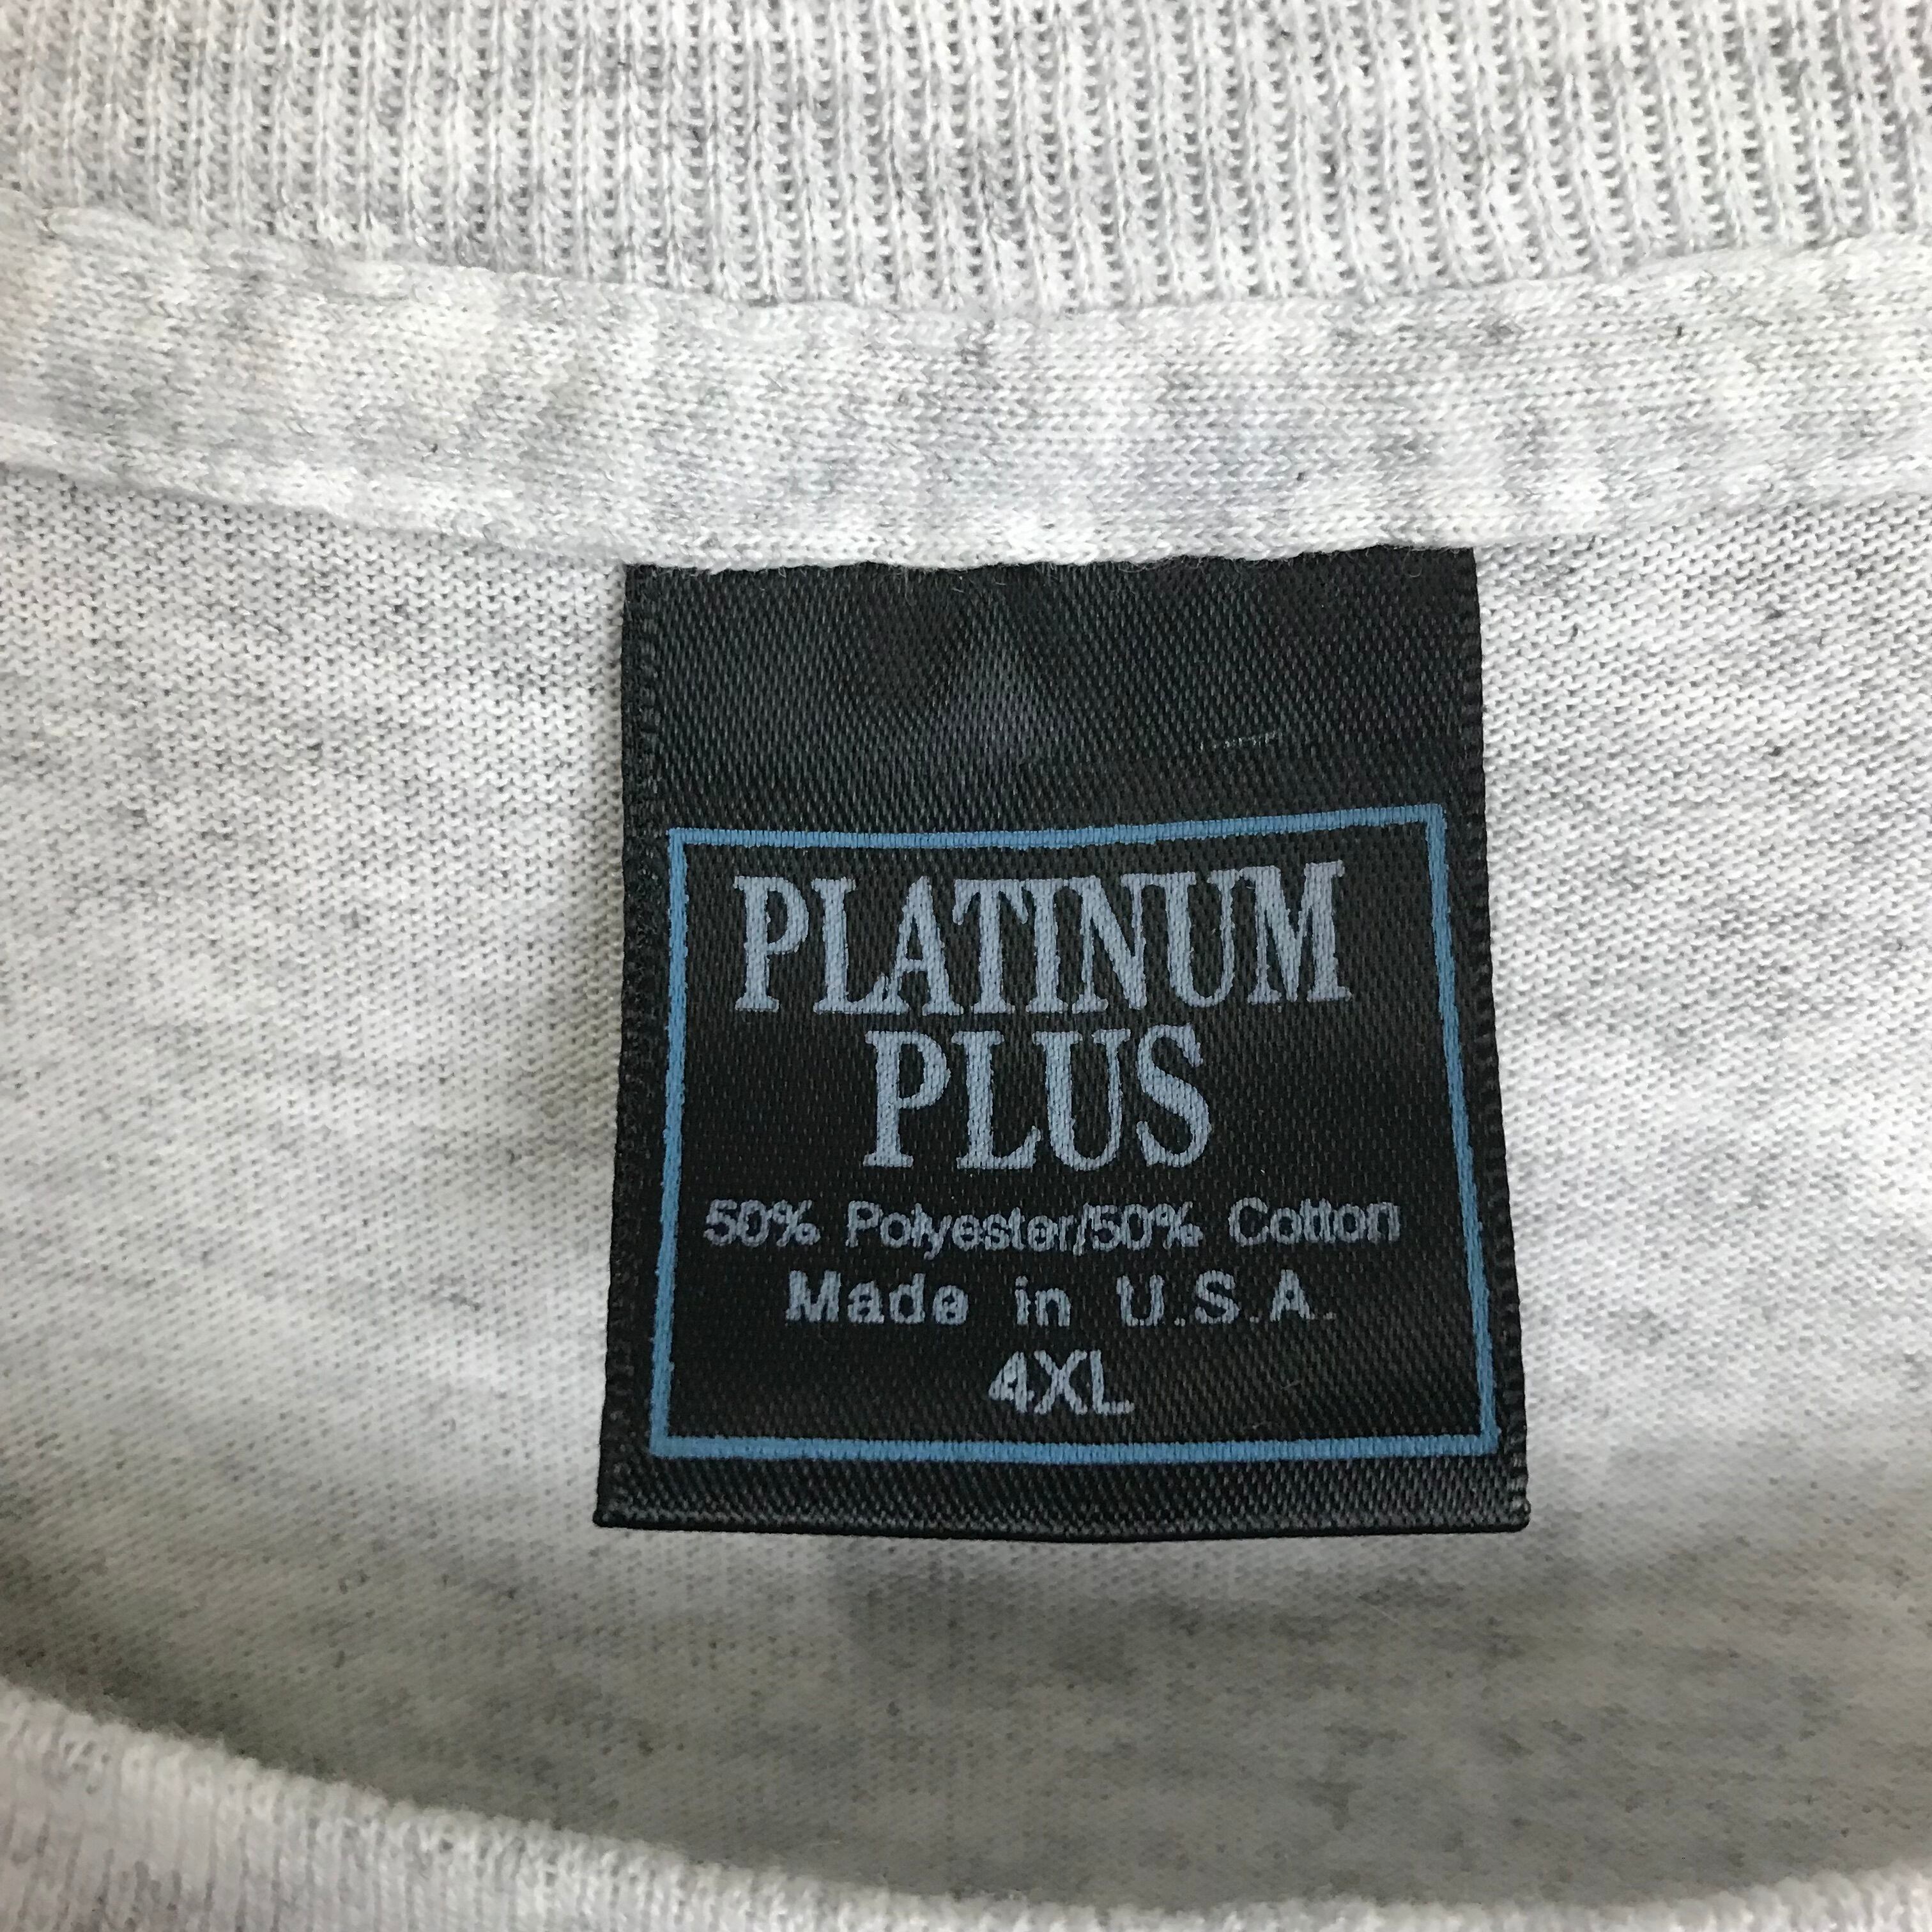 PLATINUM
PLUS
50% Polyester/50% Cotton
Made in U.S.A.
4XL